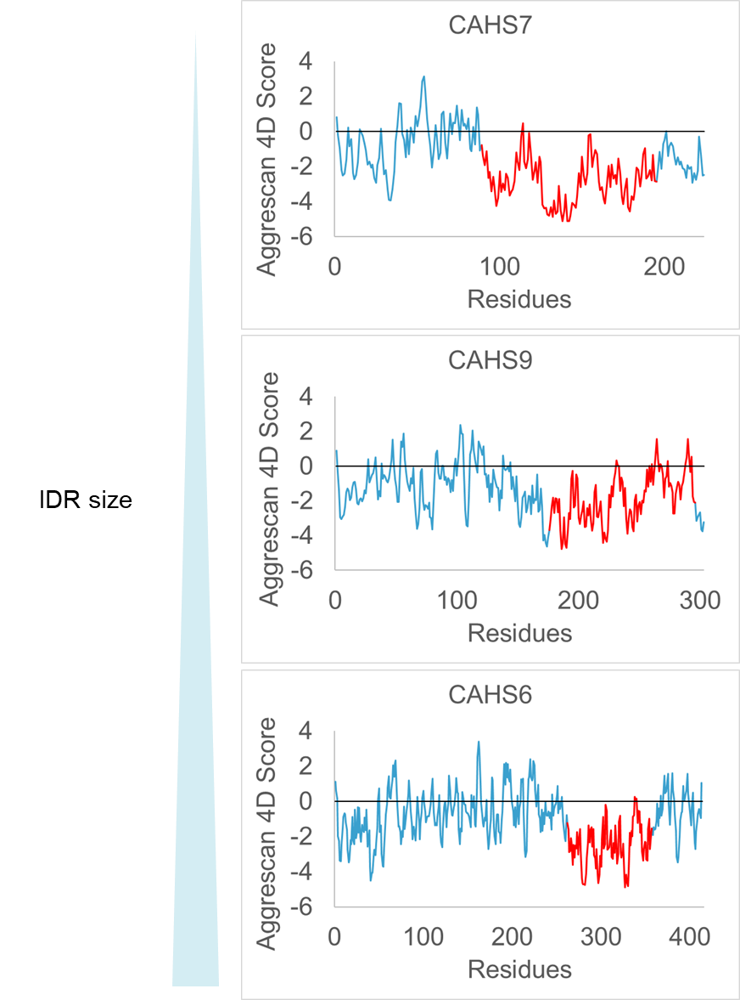 CAHS7
Aggrescan 4D Score
4
2
0
-2
-4
-6
0 100 200
Residues
IDR size
CAHS9
Aggrescan 4D Score
4
2
0
-2
-4
-6
0 100 200 300
Residues
CAHS6
Aggrescan 4D Score
4
2
0
-2
-4
-6
0 100 200 300 400
Residues